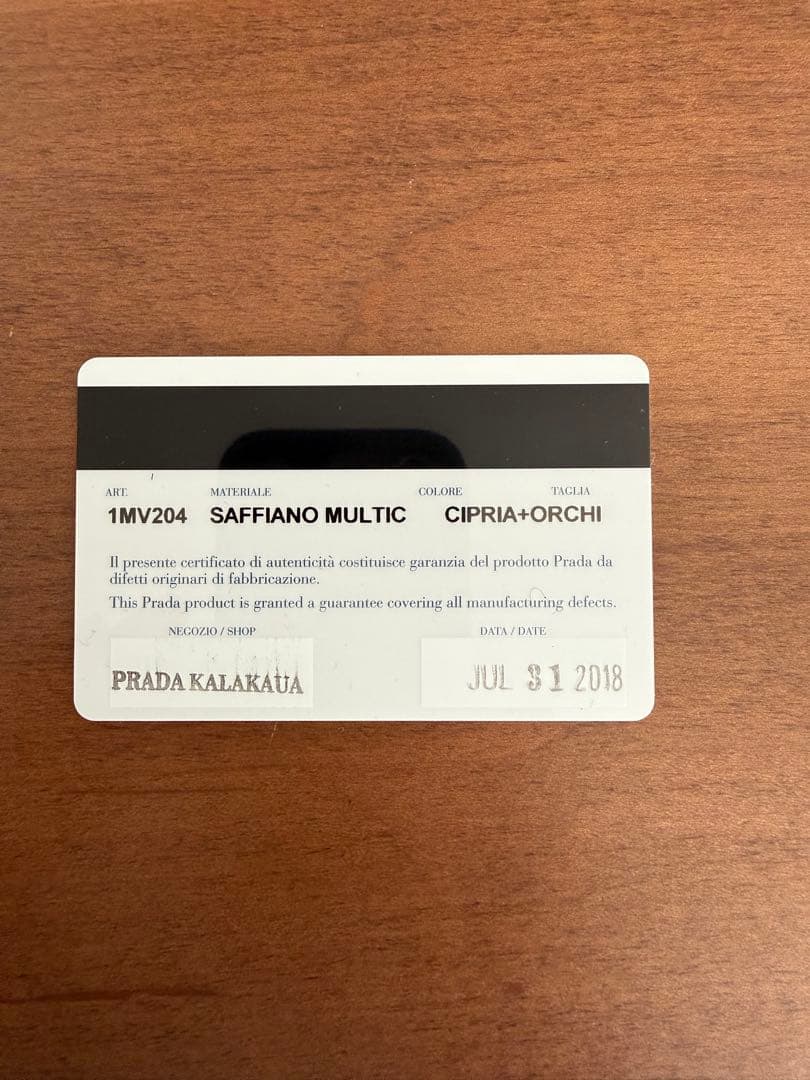 ART. MATERIALE COLORE TAGLIA
1MV204 SAFFIANO MULTIC CIPRIA+ORCHI
Il presente certificato di autenticità costituisce garanzia del prodotto Prada da
difetti originari di fabbricazione.
This Prada product is granted a guarantee covering all manufacturing defects.
NEGOZIO / SHOP DATA / DATE
PRADA KALAKAUA JUL 31 2018